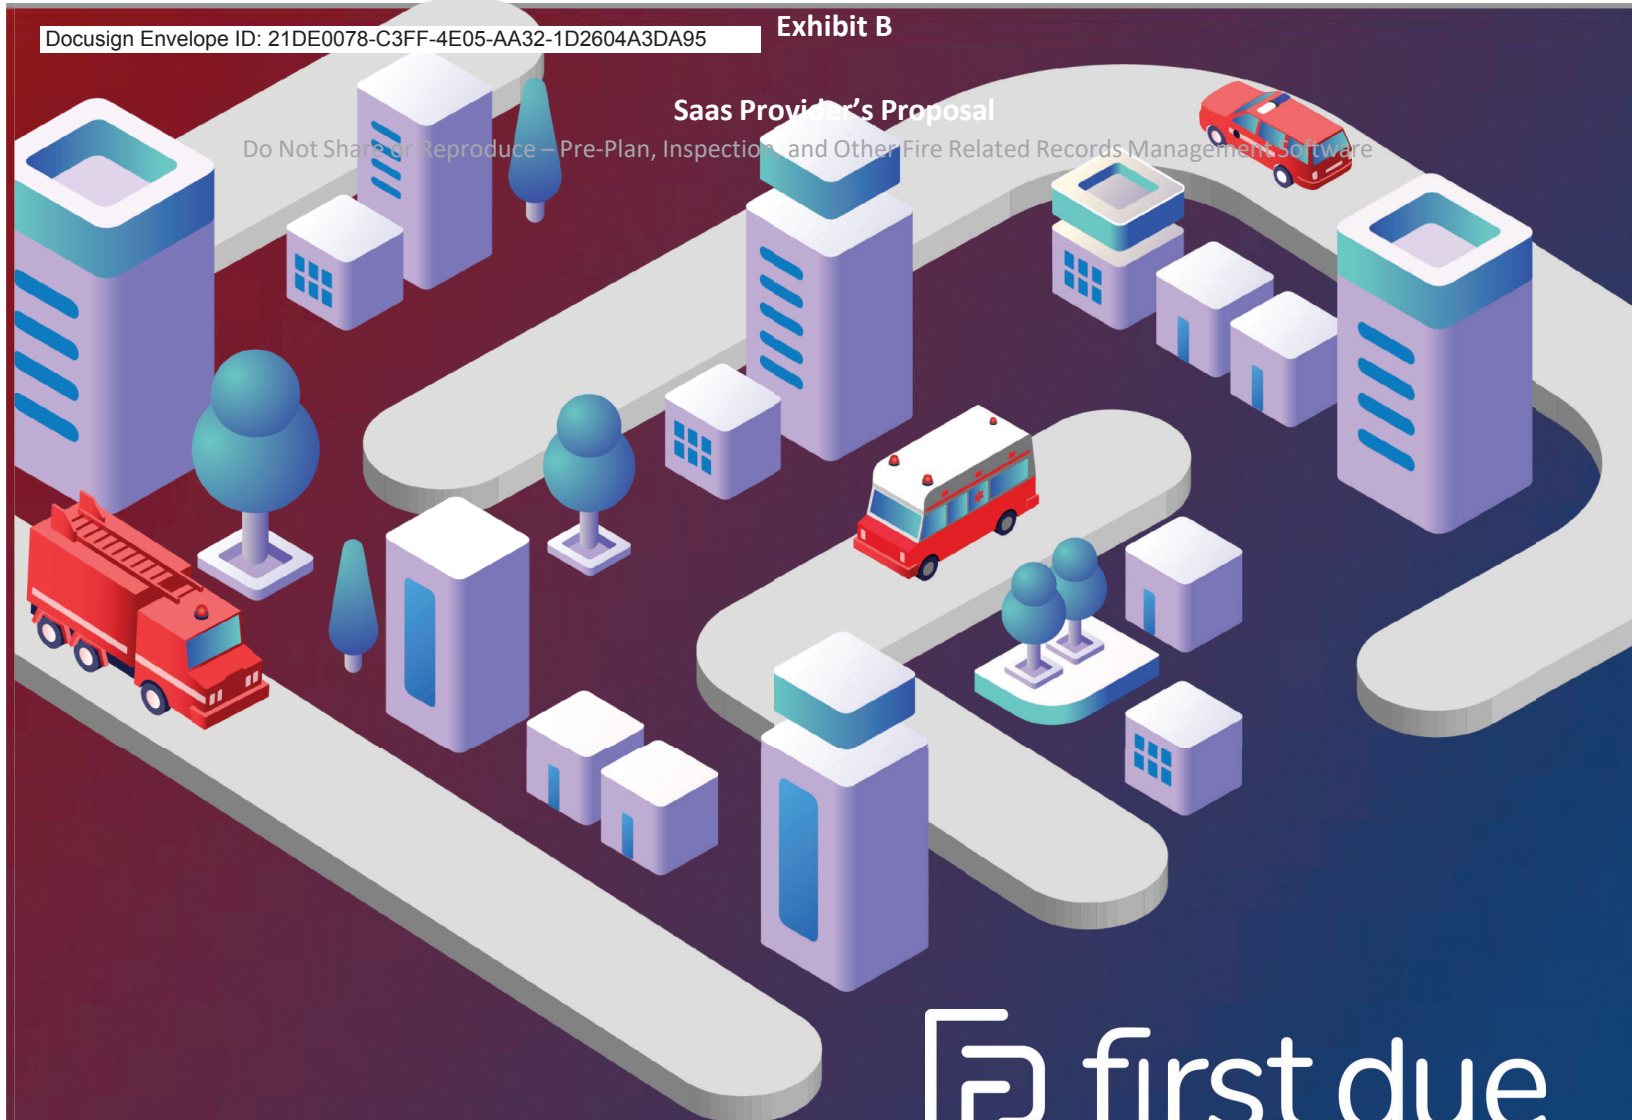 Exhibit B
Docusign Envelope ID: 21DE0078-C3FF-4E05-AA32-1D2604A3DA95
Saas Provider's Proposal
Do Not Share or Reproduce – Pre-Plan, Inspection, and Other Fire Related Records Management Software
first due